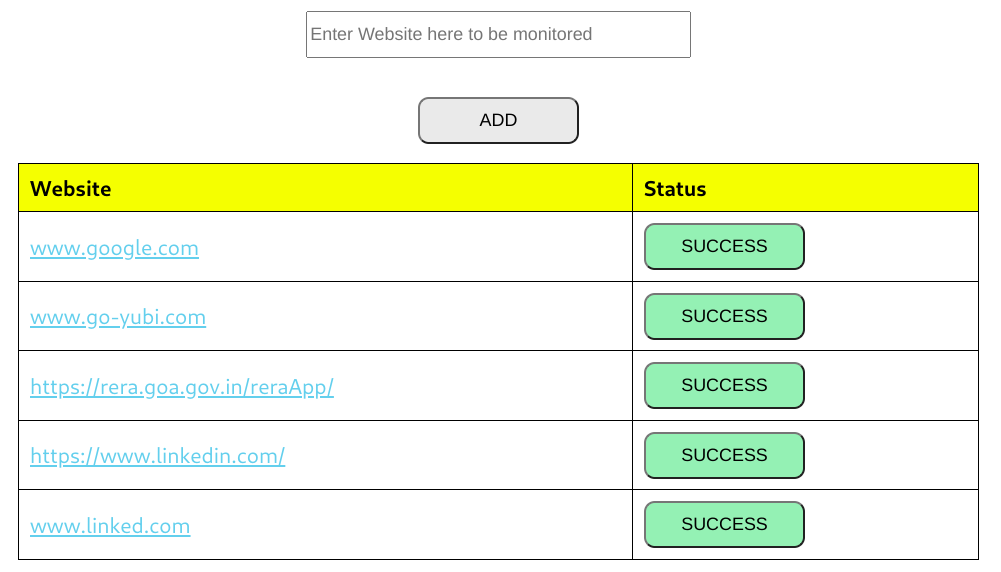 Enter Website here to be monitored
ADD
Website Status
www.google.com SUCCESS
www.go-yubi.com SUCCESS
https://rera.goa.gov.in/reraApp/ SUCCESS
https://www.linkedin.com/ SUCCESS
www.linked.com SUCCESS